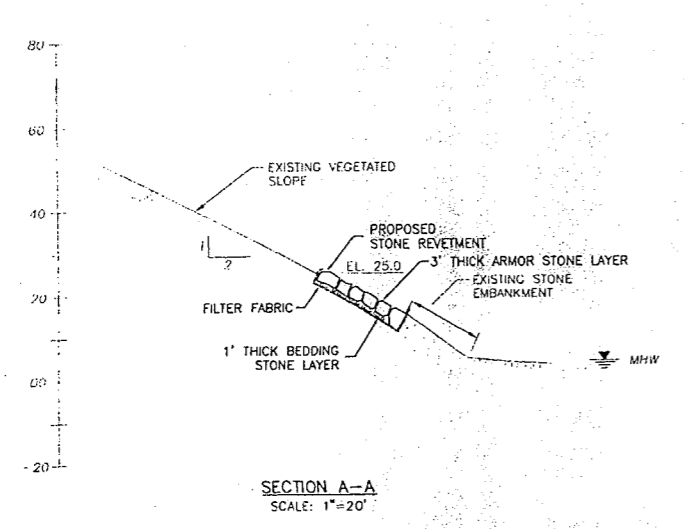 80
60
40
20
00
- 20
EXISTING VEGETATED
SLOPE
1
2
PROPOSED
STONE REVETMENT
EL. 25.0
3' THICK ARMOR STONE LAYER
EXISTING STONE
EMBANKMENT
FILTER FABRIC
1' THICK BEDDING
STONE LAYER
MHW
SECTION A-A
SCALE: 1"=20'